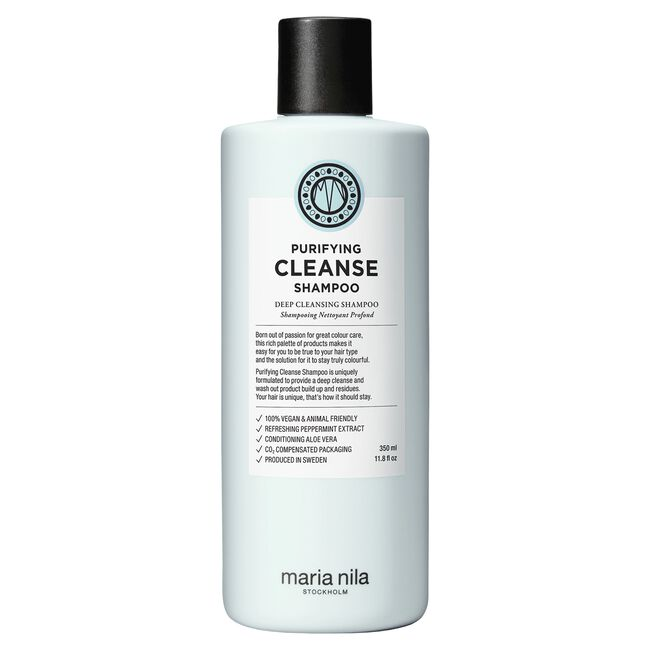 PURIFYING
CLEANSE
SHAMPOO
DEEP CLEANSING SHAMPOO
Shampooing Nettoyant Profond
Born out of passion for great colour care,
this rich palette of products makes it
easy for you to be true to your hair type
and the solution for it to stay truly colourful.
Purifying Cleanse Shampoo is uniquely
formulated to provide a deep cleanse and
wash out product build up and residues.
Your hair is unique, that's how it should stay.
✓ 100% VEGAN & ANIMAL FRIENDLY
✓ REFRESHING PEPPERMINT EXTRACT
✓ CONDITIONING ALOE VERA
✓ CO₂ COMPENSATED PACKAGING
✓ PRODUCED IN SWEDEN
350 ml
11.8 fl oz
maria nila
STOCKHOLM